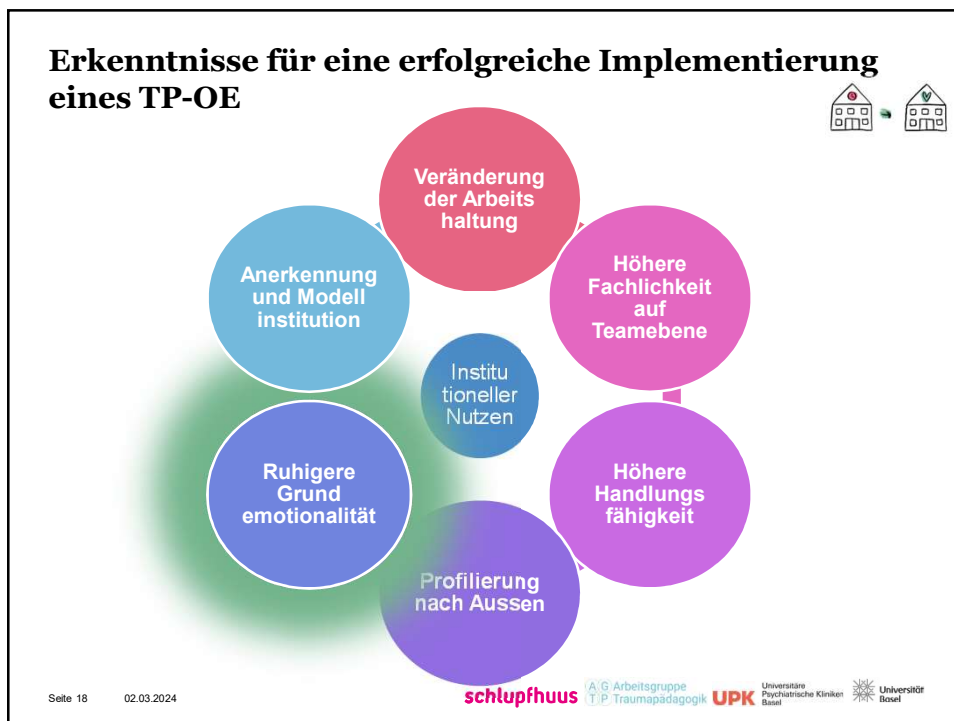 Erkenntnisse für eine erfolgreiche Implementierung
eines TP-OE
Veränderung
der Arbeits
haltung
Höhere
Fachlichkeit
auf
Teamebene
Höhere
Handlungs
fähigkeit
Profilierung
nach Aussen
Ruhigere
Grund
emotionalität
Anerkennung
und Modell
institution
Institu
tioneller
Nutzen
Seite 18
02.03.2024
schlupfhuus
AG Arbeitsgruppe
TP Traumapädagogik
UPK
Universitäre
Psychiatrische Kliniken
Basel
Universität
Basel